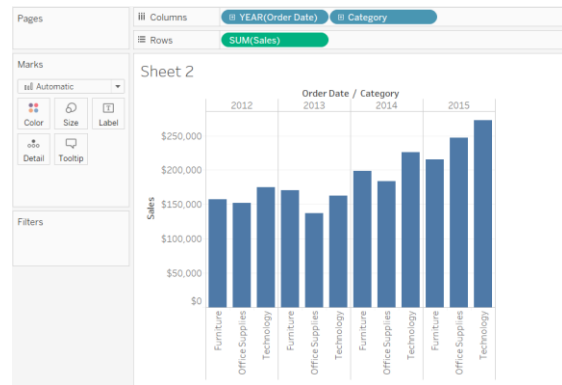 Pages
Columns
YEAR(Order Date)
Category
Rows
SUM(Sales)
Marks
Automatic
Color
Size
Label
Detail
Tooltip
Filters
Sheet 2
Order Date / Category
2012
2013
2014
2015
Sales
$250,000
$200,000
$150,000
$100,000
$50,000
$0
Furniture
Office Supplies
Technology
Furniture
Office Supplies
Technology
Furniture
Office Supplies
Technology
Furniture
Office Supplies
Technology